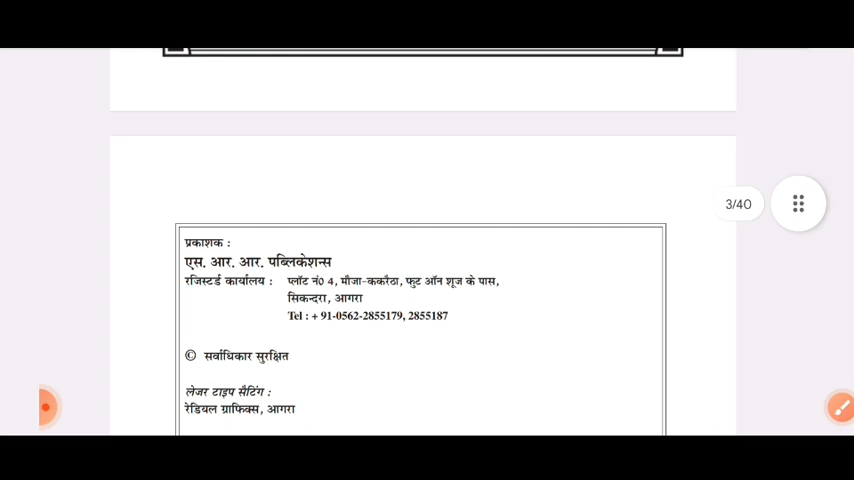 3/40
प्रकाशक :
एस. आर. आर. पब्लिकेशन्स
रजिस्टर्ड कार्यालय : प्लॉट नं0 4, मौजा-ककरैठा, फुट ऑन शूज के पास,
सिकन्दरा, आगरा
Tel : + 91-0562-2855179, 2855187
© सर्वाधिकार सुरक्षित
लेजर टाइप सैटिंग :
रेडियल ग्राफिक्स, आगरा